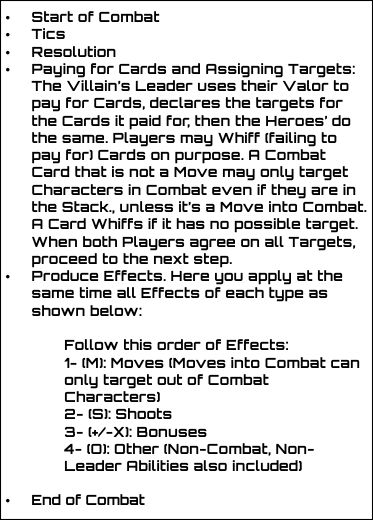 • Start of Combat
• Tics
• Resolution
• Paying for Cards and Assigning Targets:
The Villain's Leader uses their Valor to
pay for Cards, declares the targets for
the Cards it paid for, then the Heroes' do
the same. Players may Whiff (failing to
pay for) Cards on purpose. A Combat
Card that is not a Move may only target
Characters in Combat even if they are in
the Stack., unless it's a Move into Combat.
A Card Whiffs if it has no possible target.
When both Players agree on all Targets,
proceed to the next step.
• Produce Effects. Here you apply at the
same time all Effects of each type as
shown below:
Follow this order of Effects:
1- (M): Moves (Moves into Combat can
only target out of Combat
Characters)
2- (S): Shoots
3- (+/-X): Bonuses
4- (O): Other (Non-Combat, Non-
Leader Abilities also included)
• End of Combat